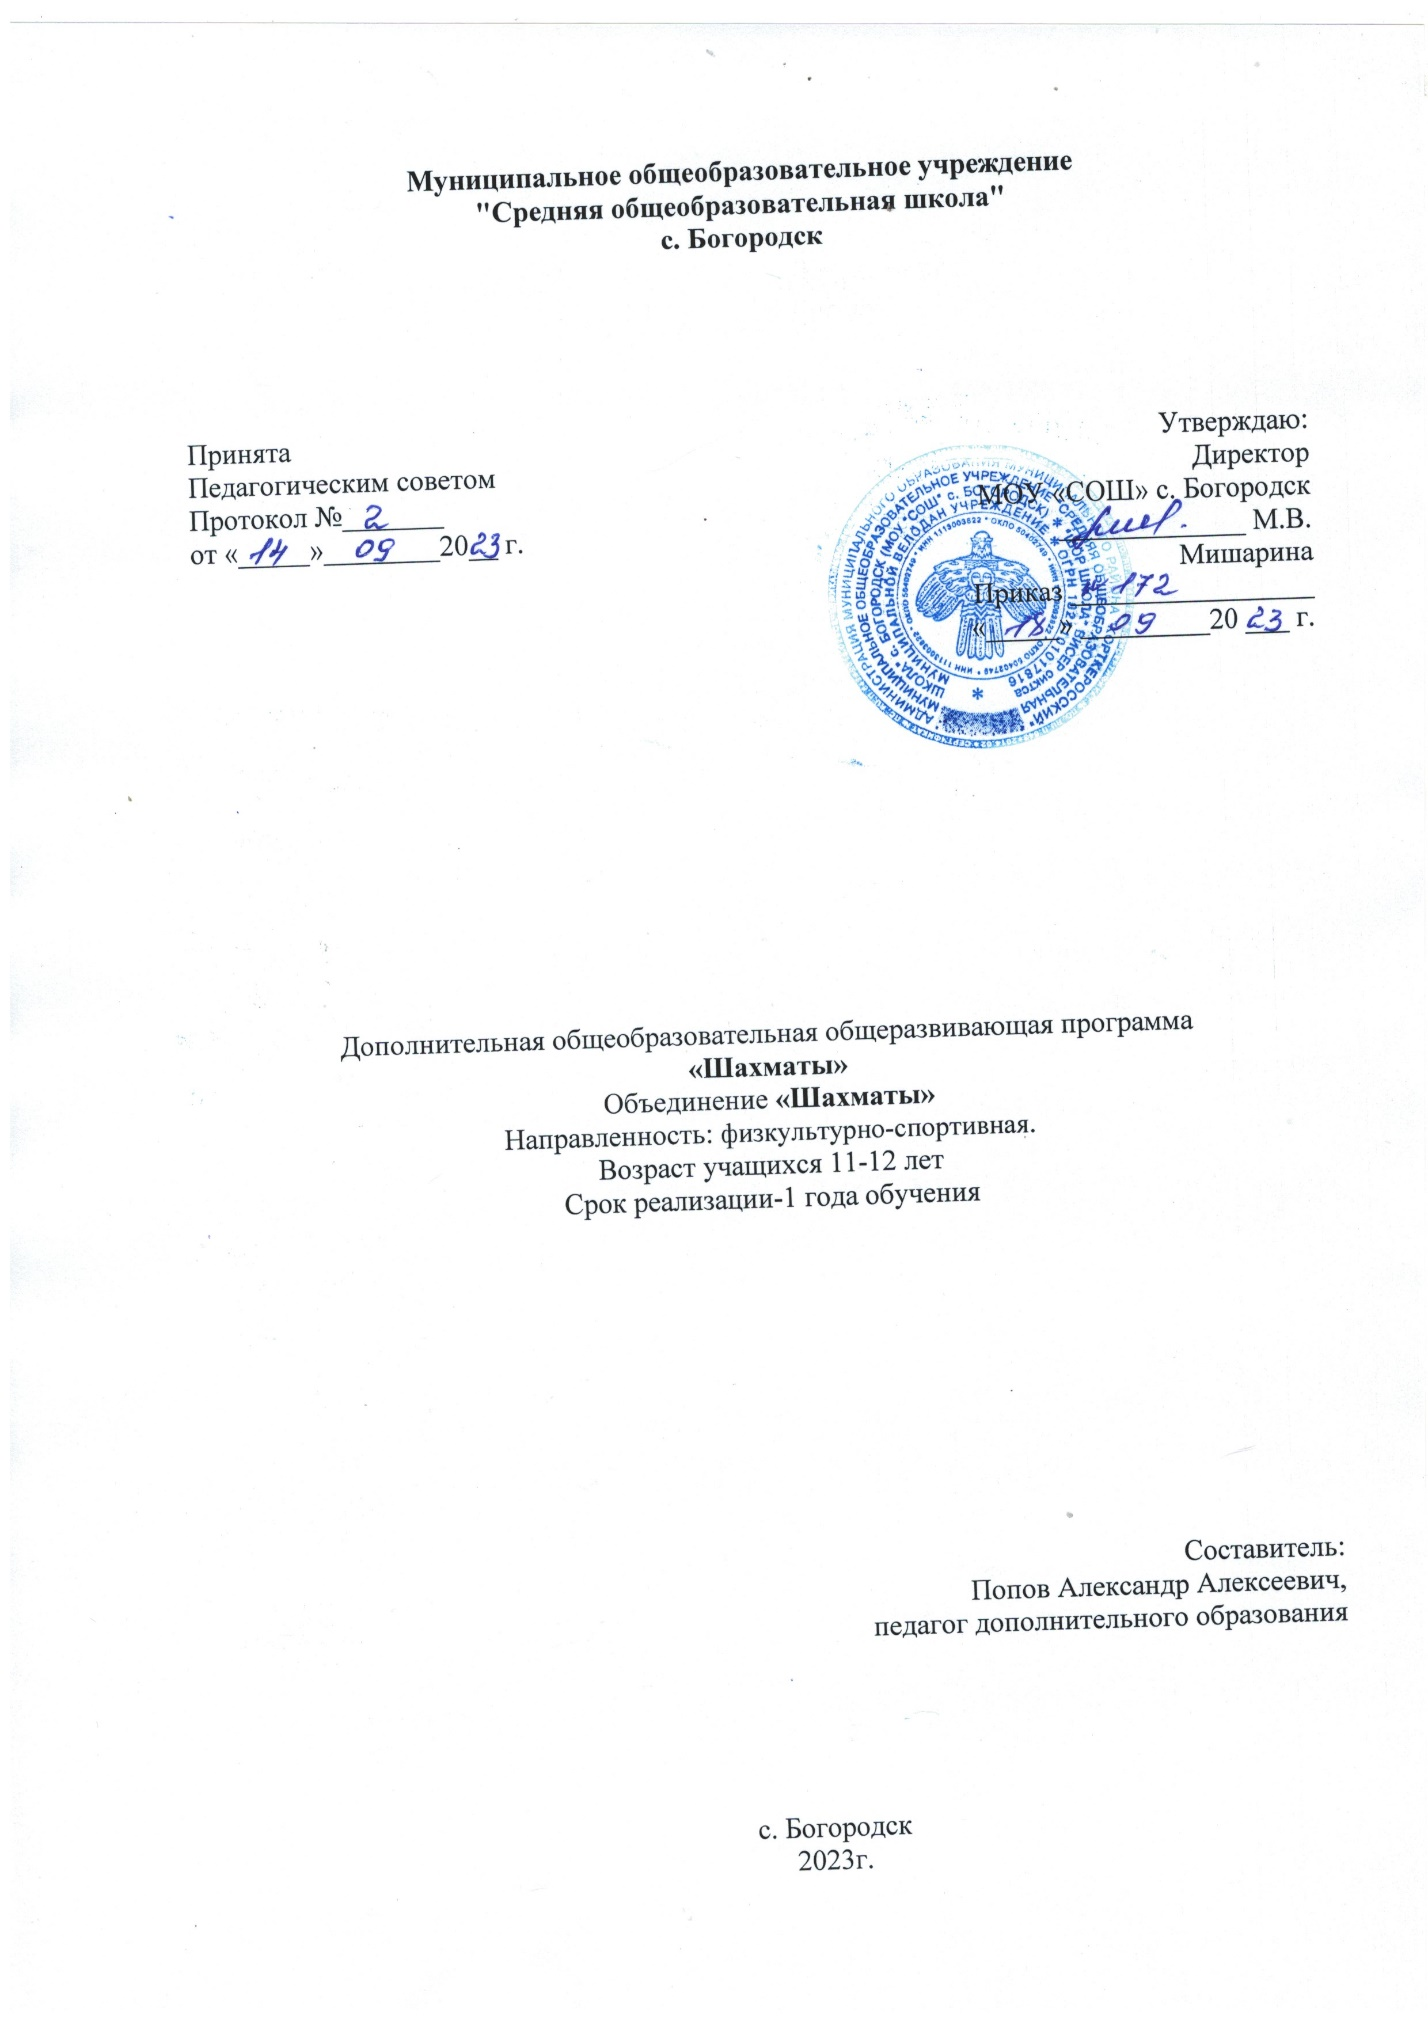 Муниципальное общеобразовательное учреждение
"Средняя общеобразовательная школа"
с. Богородск
Принята
Педагогическим советом
Протокол № 2
от «14» 09 2023 г.
Утверждаю:
Директор
МОУ «СОШ» с. Богородск
М.В.
Мишарина
Приказ № 172
«18» 09 20 23 г.
Дополнительная общеобразовательная общеразвивающая программа
«Шахматы»
Объединение «Шахматы»
Направленность: физкультурно-спортивная.
Возраст учащихся 11-12 лет
Срок реализации-1 года обучения
Составитель:
Попов Александр Алексеевич,
педагог дополнительного образования
с. Богородск
2023г.